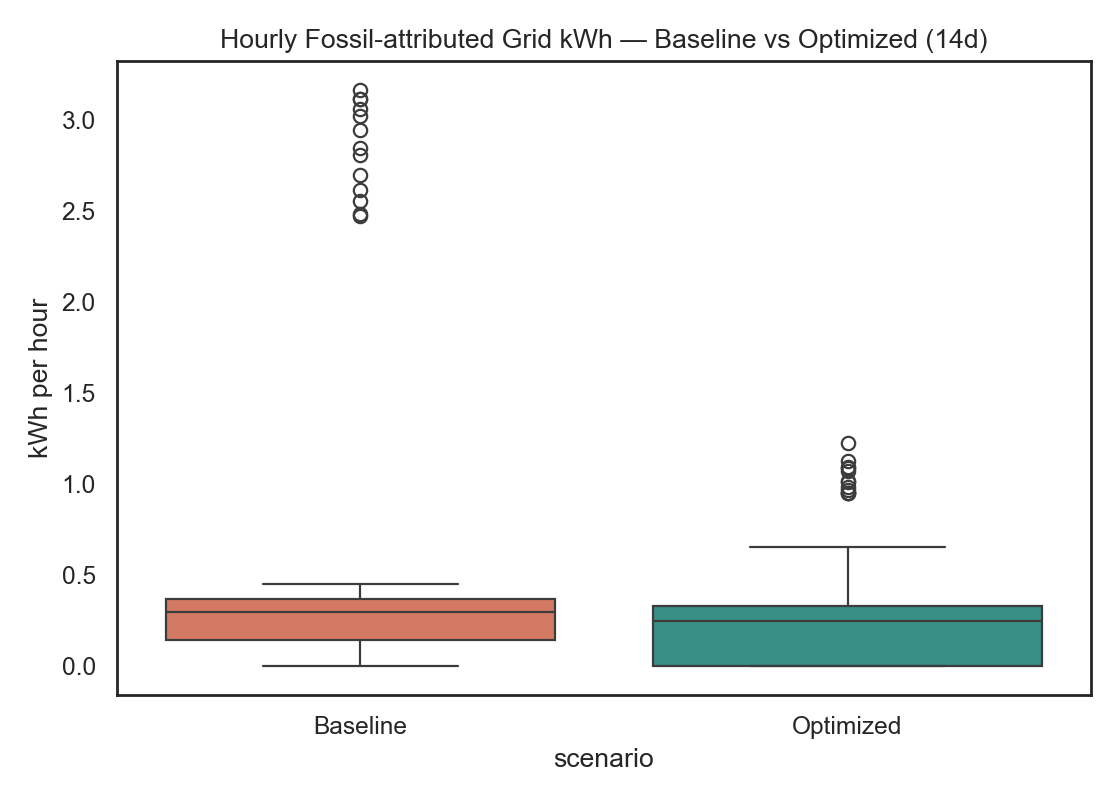 Hourly Fossil-attributed Grid kWh — Baseline vs Optimized (14d)
kWh per hour
3.0
2.5
2.0
1.5
1.0
0.5
0.0
Baseline
Optimized
scenario